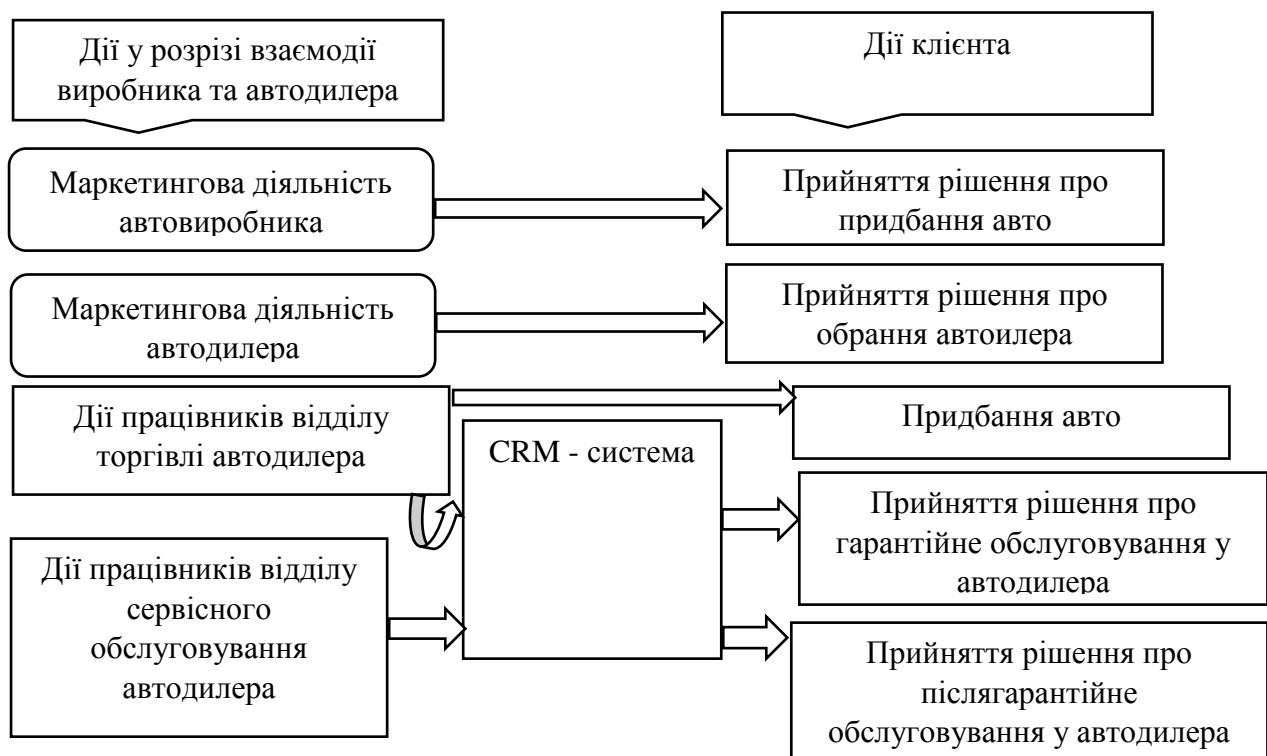 Дії у розрізі взаємодії
виробника та автодилера
Дії клієнта
Маркетингова діяльність
автовиробника
Прийняття рішення про
придбання авто
Маркетингова діяльність
автодилера
Прийняття рішення про
обрання автоилера
Дії працівників відділу
торгівлі автодилера
Придбання авто
CRM - система
Прийняття рішення про
гарантійне обслуговування у
автодилера
Дії працівників відділу
сервісного
обслуговування
автодилера
Прийняття рішення про
післягарантійне
обслуговування у автодилера